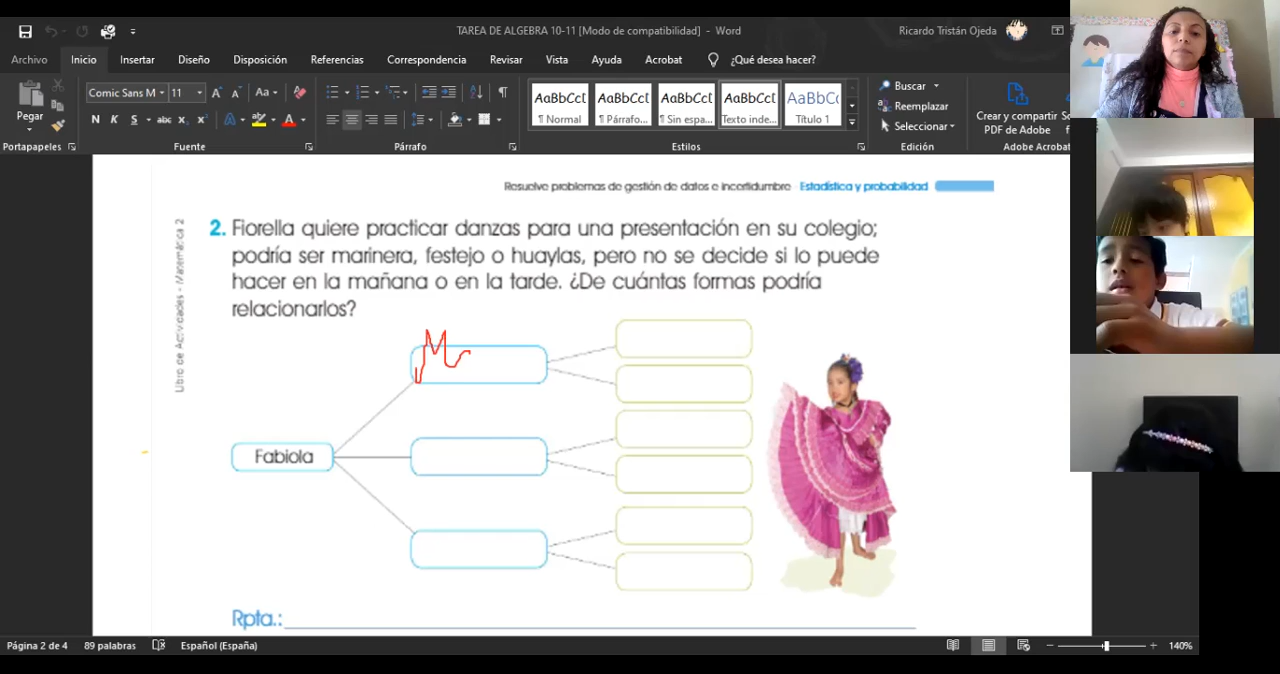 TAREA DE ALGEBRA 10-11 [Modo de compatibilidad] - Word
Ricardo Tristán Ojeda
Archivo Inicio Insertar Diseño Disposición Referencias Correspondencia Revisar Vista Ayuda Acrobat ¿Qué desea hacer?
Pegar
Comic Sans M 11 A A Aa
N K S abc x₂ x² A A
AaBbCcI AaBbCcI AaBbCcI AaBbCcI AaBbC
¶ Normal ¶ Párrafo... ¶ Sin espa... Texto inde... Título 1
Buscar
Reemplazar
Seleccionar
Crear y compartir
PDF de Adobe
Portapapeles Fuente Párrafo Estilos Edición Adobe Acrobat
Resuelve problemas de gestión de datos e incertidumbre - Estadística y probabilidad
Libro de Actividades - Matemática 2
2. Fiorella quiere practicar danzas para una presentación en su colegio;
podría ser marinera, festejo o huaylas, pero no se decide si lo puede
hacer en la mañana o en la tarde. ¿De cuántas formas podría
relacionarlos?
M
Fabiola
Rpta.:
Página 2 de 4 89 palabras Español (España) 140%